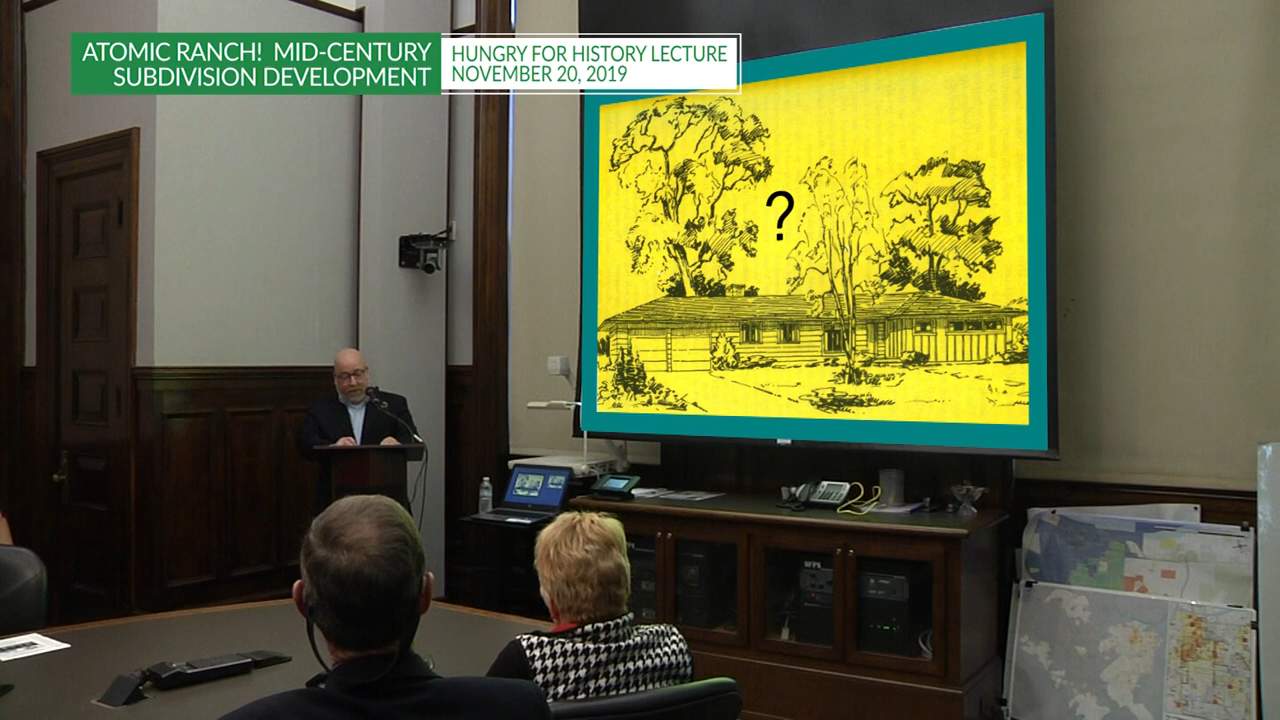 ATOMIC RANCH! MID-CENTURY
SUBDIVISION DEVELOPMENT
HUNGRY FOR HISTORY LECTURE
NOVEMBER 20, 2019
?